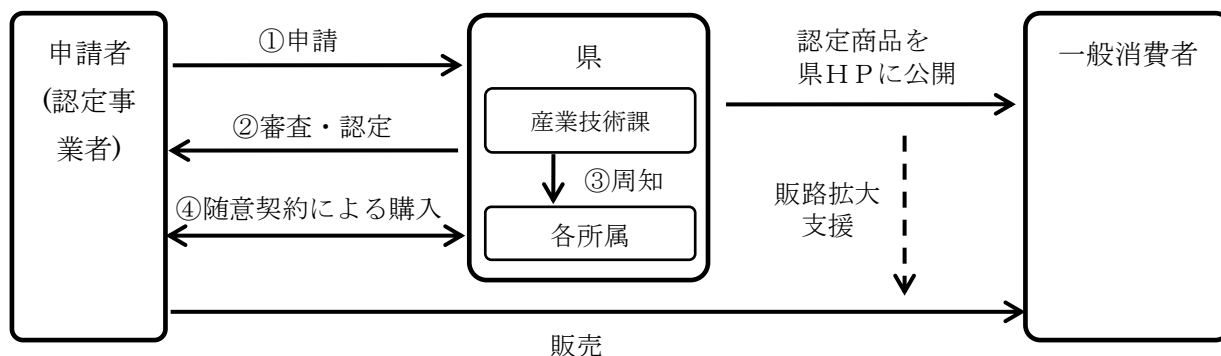 申請者
(認定事
業者)
①申請
②審査・認定
④随意契約による購入
県
産業技術課
③周知
各所属
認定商品を
県ＨＰに公開
販路拡大
支援
一般消費者
販売